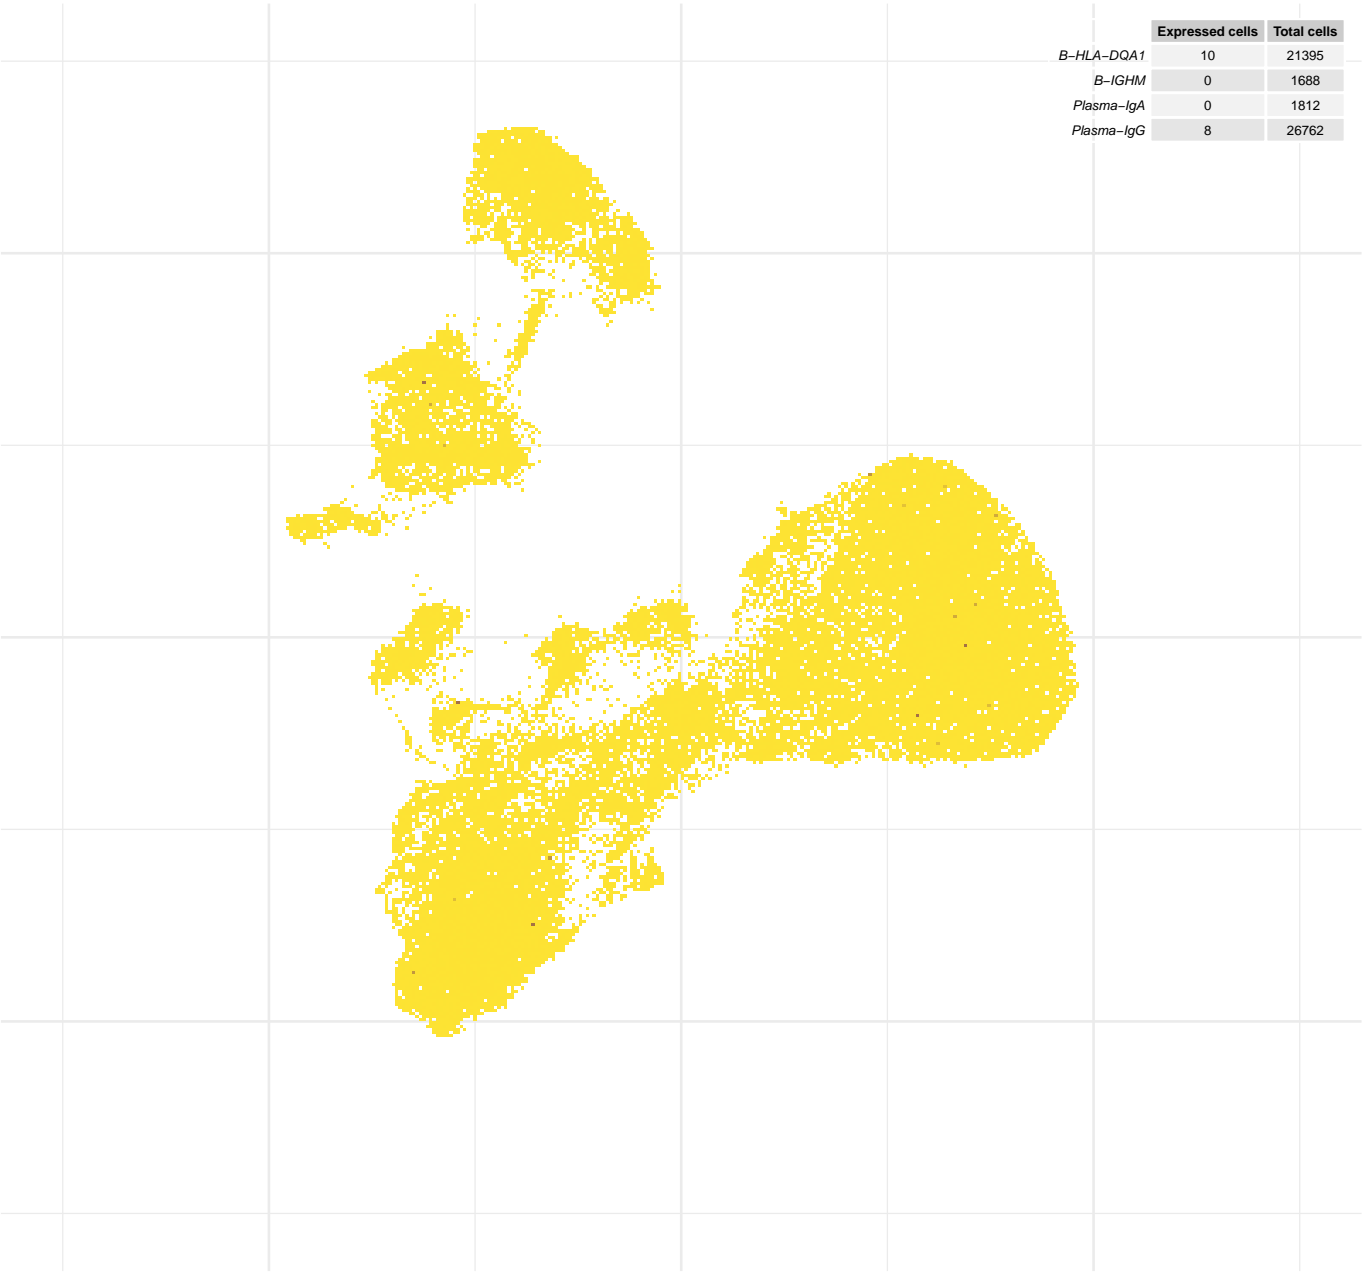 Expressed cells Total cells
B−HLA−DQA1 10 21395
B−IGHM 0 1688
Plasma−IgA 0 1812
Plasma−IgG 8 26762